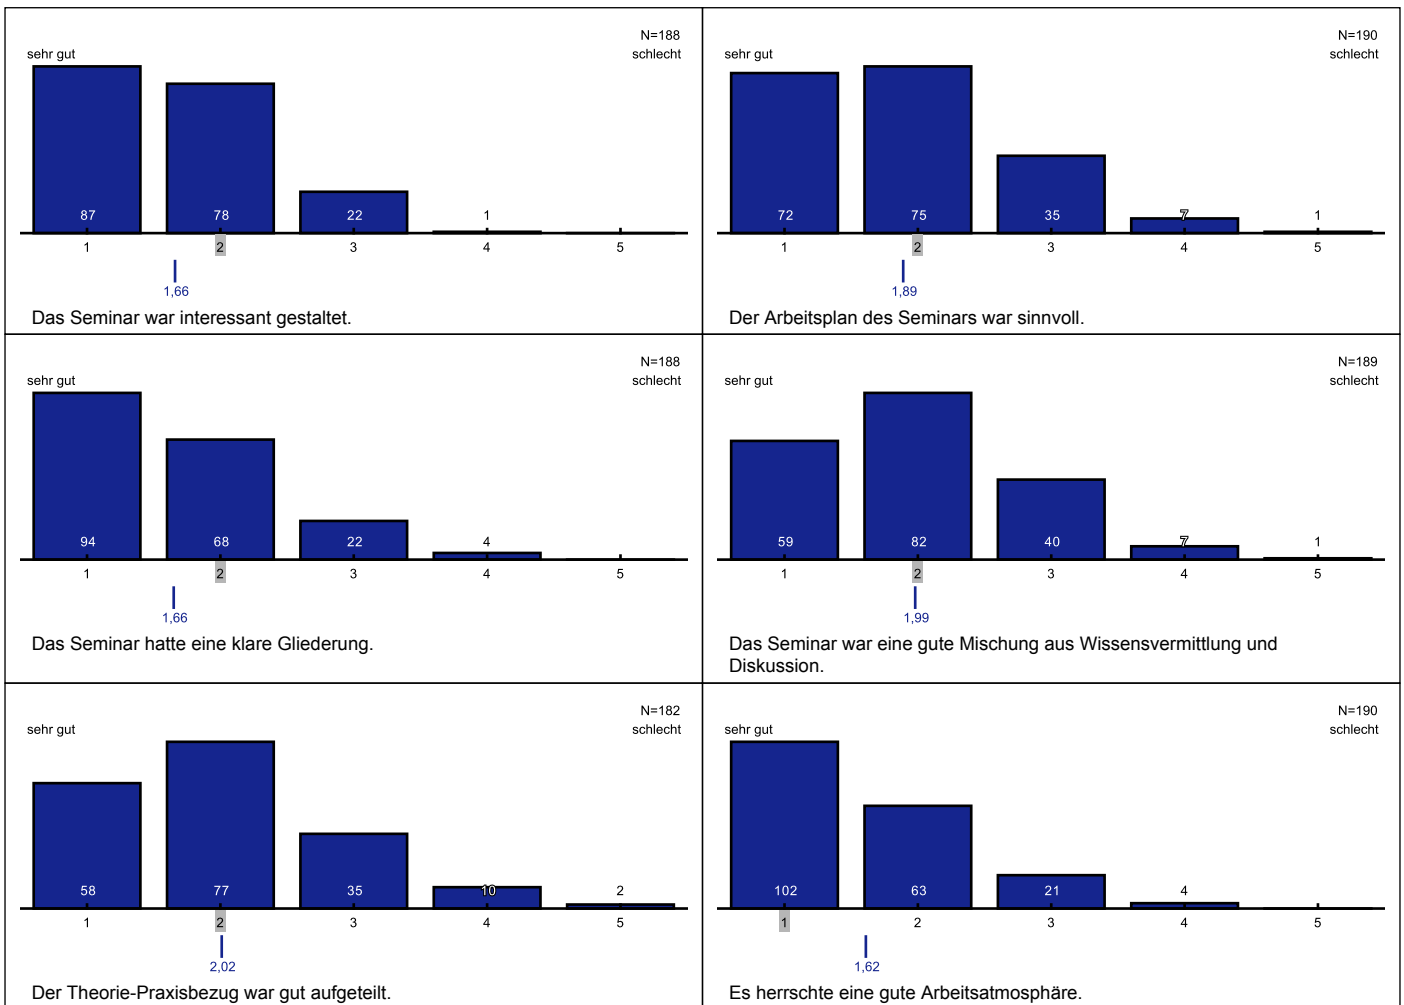 N=188
sehr gut schlecht
87 78 22 1
1 2 3 4 5
1,66
Das Seminar war interessant gestaltet.
N=190
sehr gut schlecht
72 75 35 7 1
1 2 3 4 5
1,89
Der Arbeitsplan des Seminars war sinnvoll.
N=188
sehr gut schlecht
94 68 22 4
1 2 3 4 5
1,66
Das Seminar hatte eine klare Gliederung.
N=189
sehr gut schlecht
59 82 40 7 1
1 2 3 4 5
1,99
Das Seminar war eine gute Mischung aus Wissensvermittlung und
Diskussion.
N=182
sehr gut schlecht
58 77 35 10 2
1 2 3 4 5
2,02
Der Theorie-Praxisbezug war gut aufgeteilt.
N=190
sehr gut schlecht
102 63 21 4
1 2 3 4 5
1,62
Es herrschte eine gute Arbeitsatmosphäre.